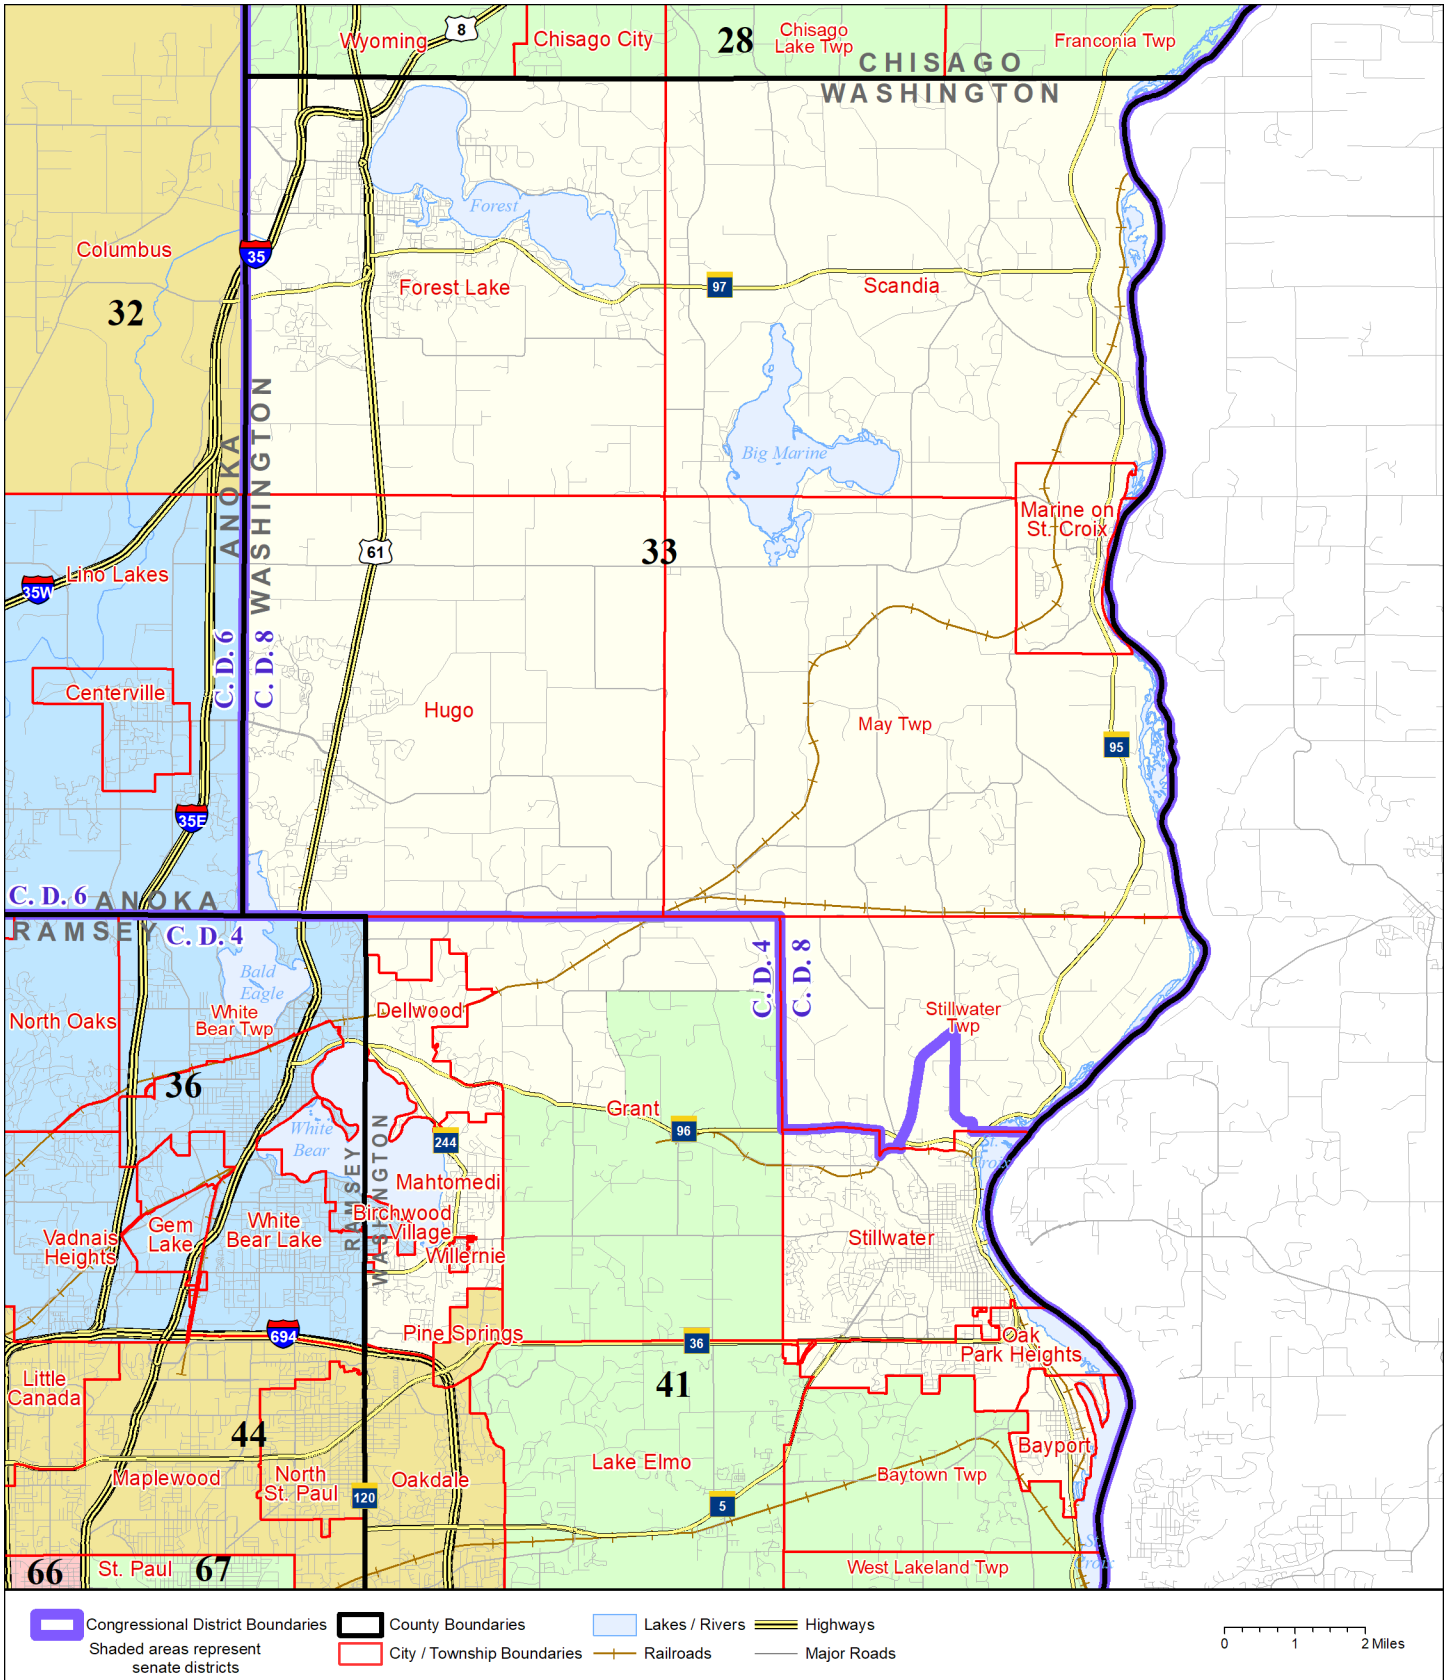 Wyoming
8
Chisago City
28
Chisago
Lake Twp
Franconia Twp
CHISAGO
WASHINGTON
Forest
Columbus
35
Forest Lake
97
Scandia
32
ANOKA
WASHINGTON
Big Marine
Marine on
St. Croix
61
33
Lino Lakes
35W
C. D. 6
C. D. 8
Centerville
Hugo
May Twp
95
35E
C. D. 6
ANOKA
RAMSEY
C. D. 4
C. D. 4
C. D. 8
Bald
Eagle
Dellwood
North Oaks
White
Bear Twp
Stillwater
Twp
36
Grant
White
Bear
244
96
St.
Croix
RAMSEY
WASHINGTON
Mahtomedi
Birchwood
Village
Vadnais
Heights
Gem
Lake
White
Bear Lake
Willernie
Stillwater
694
Pine Springs
36
Oak
Park Heights
Little
Canada
41
44
Bayport
Maplewood
North
St. Paul
Oakdale
Lake Elmo
Baytown Twp
120
5
St.
Croix
66
St. Paul
67
West Lakeland Twp
Congressional District Boundaries
County Boundaries
Lakes / Rivers
Highways
Shaded areas represent
senate districts
City / Township Boundaries
Railroads
Major Roads
0 1 2 Miles